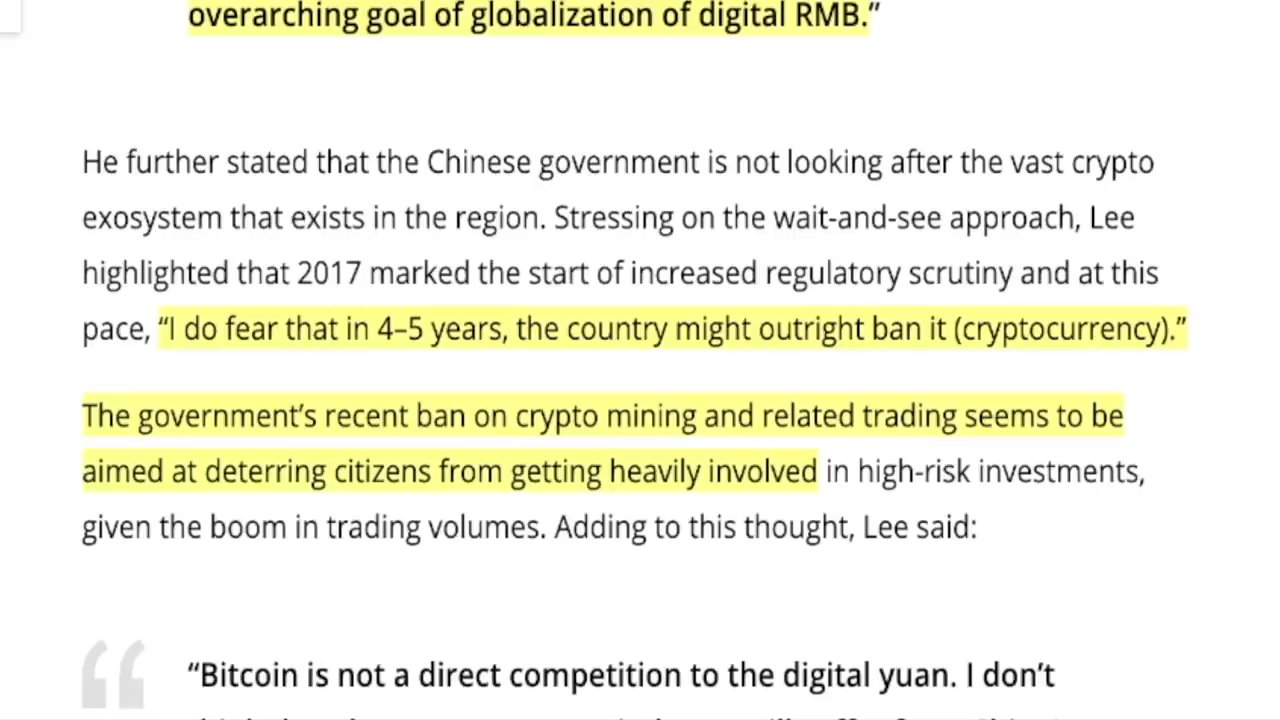 overarching goal of globalization of digital RMB.”
He further stated that the Chinese government is not looking after the vast crypto
exosystem that exists in the region. Stressing on the wait-and-see approach, Lee
highlighted that 2017 marked the start of increased regulatory scrutiny and at this
pace, “I do fear that in 4–5 years, the country might outright ban it (cryptocurrency).”
The government’s recent ban on crypto mining and related trading seems to be
aimed at deterring citizens from getting heavily involved in high-risk investments,
given the boom in trading volumes. Adding to this thought, Lee said:
“Bitcoin is not a direct competition to the digital yuan. I don’t